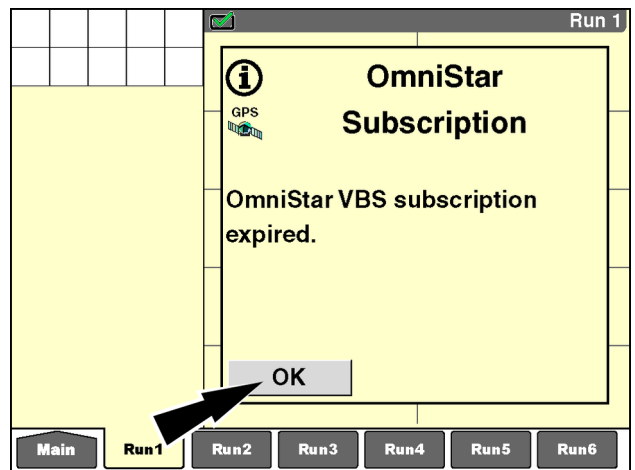 Run 1
OmniStar
GPS
Subscription
OmniStar VBS subscription
expired.
OK
Main Run1 Run2 Run3 Run4 Run5 Run6